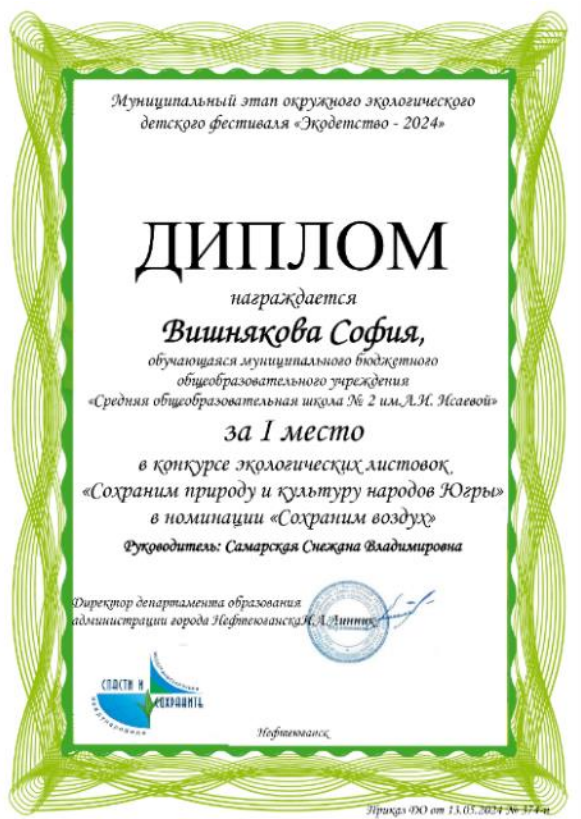 Муниципальный этап окружного экологического
детского фестиваля «Экодетство - 2024»
ДИПЛОМ
награждается
Вишнякова София,
обучающаяся муниципального бюджетного
общеобразовательного учреждения
«Средняя общеобразовательная школа № 2 им.А.И. Исаевой»
за I место
в конкурсе экологических листовок
«Сохраним природу и культуру народов Югры»
в номинации «Сохраним воздух»
Руководитель: Самарская Снежана Владимировна
Директор департамента образования
администрации города Нефтеюганска Н.А.Линник
СПАСТИ И
СОХРАНИТЬ
Нефтеюганск
Приказ ДО от 13.05.2024 № 374-п